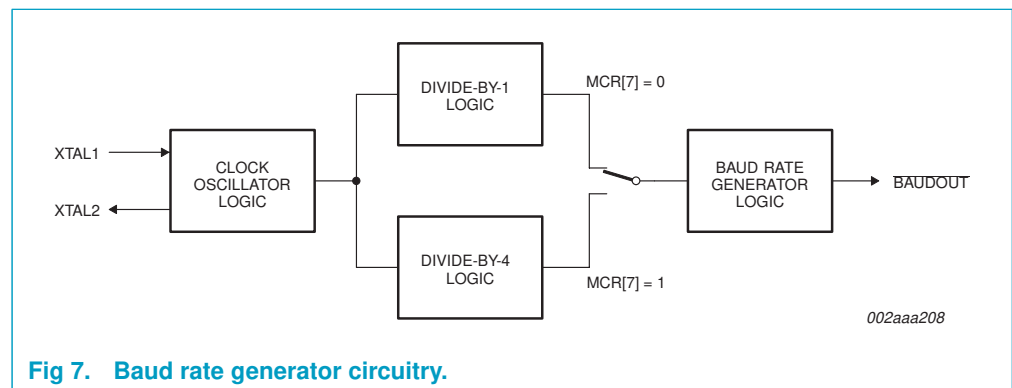 XTAL1
XTAL2
CLOCK
OSCILLATOR
LOGIC
DIVIDE-BY-1
LOGIC
DIVIDE-BY-4
LOGIC
MCR[7] = 0
MCR[7] = 1
BAUD RATE
GENERATOR
LOGIC
BAUDOUT
002aaa208
Fig 7. Baud rate generator circuitry.